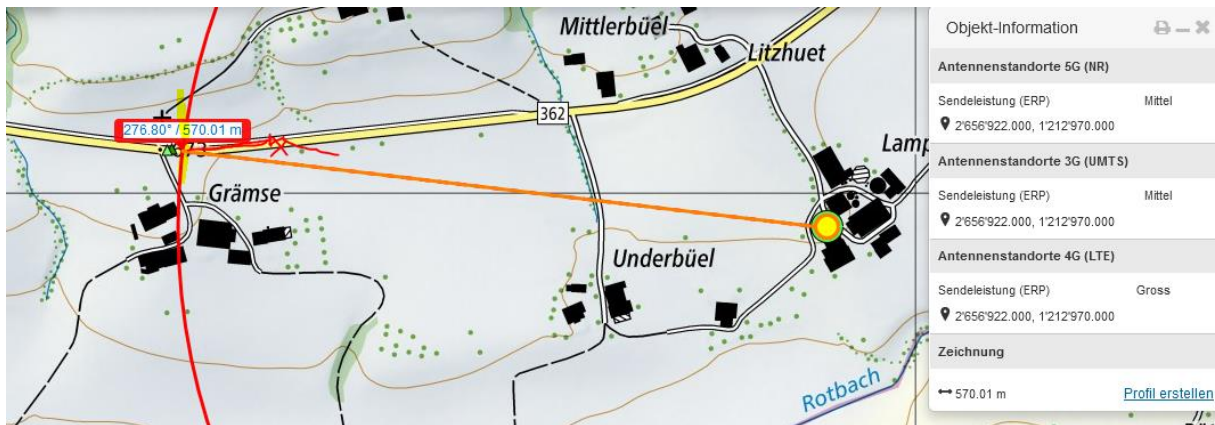 Mittlerbüel
Litzhuet
362
276.80° / 570.01 m
Grämse
Lamp
Underbüel
Rotbach
Objekt-Information
Antennenstandorte 5G (NR)
Sendeleistung (ERP) Mittel
2'656'922.000, 1'212'970.000
Antennenstandorte 3G (UMTS)
Sendeleistung (ERP) Mittel
2'656'922.000, 1'212'970.000
Antennenstandorte 4G (LTE)
Sendeleistung (ERP) Gross
2'656'922.000, 1'212'970.000
Zeichnung
570.01 m Profil erstellen